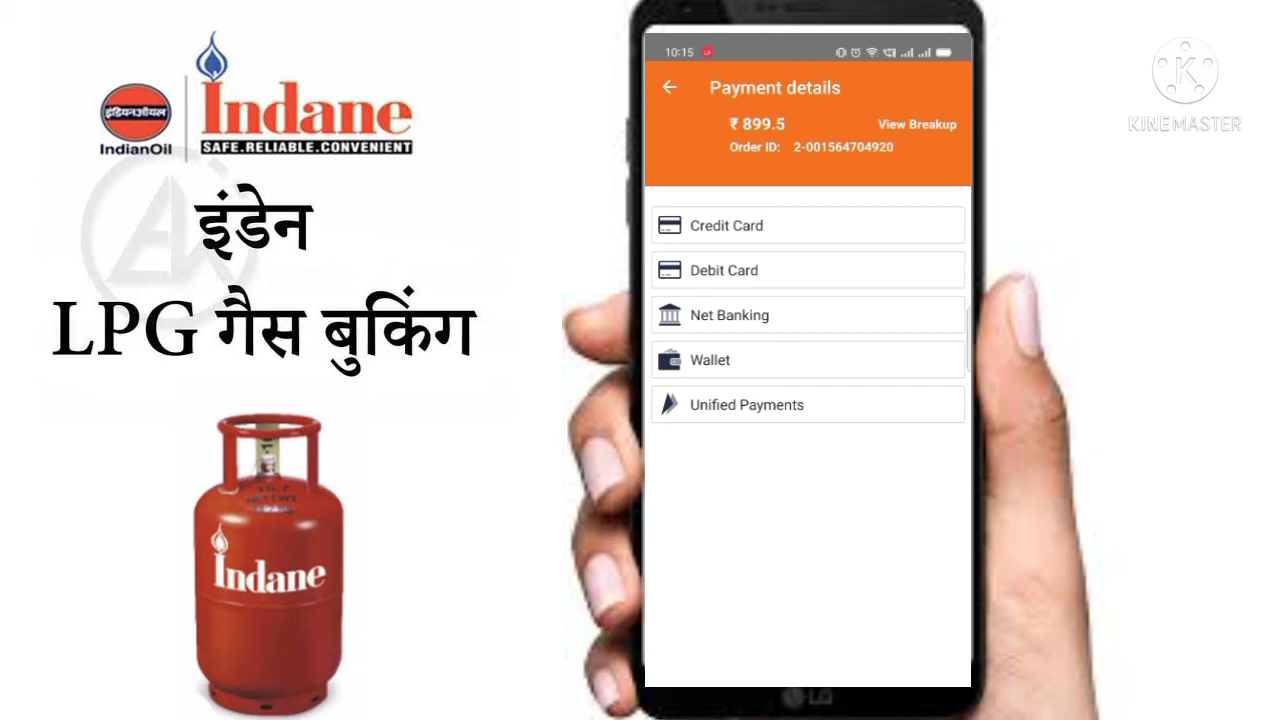 इंडियनऑयल
IndianOil
Indane
SAFE.RELIABLE.CONVENIENT
इंडेन
LPG गैस बुकिंग
Indane
10:15
Payment details
₹ 899.5
View Breakup
Order ID: 2-001564704920
Credit Card
Debit Card
Net Banking
Wallet
Unified Payments
LG
K
KINEMASTER